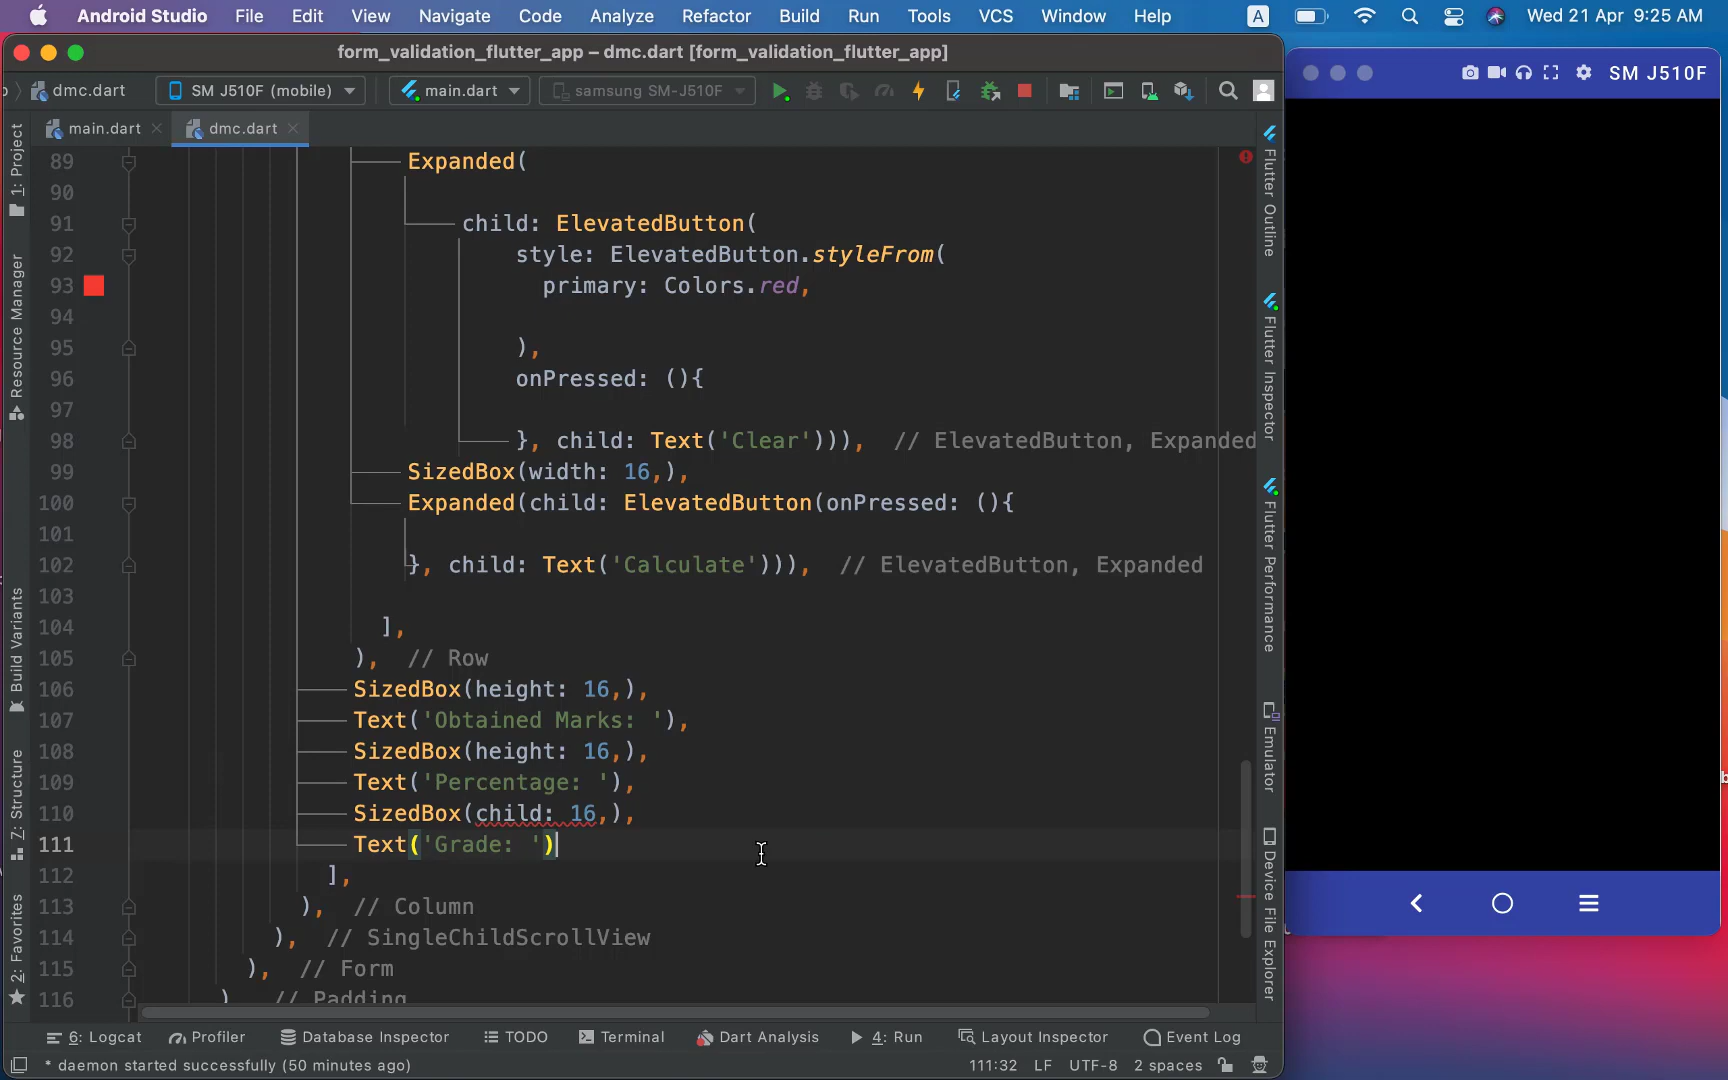 Android Studio File Edit View Navigate Code Analyze Refactor Build Run Tools VCS Window Help A Wed 21 Apr 9:25 AM
form_validation_flutter_app – dmc.dart [form_validation_flutter_app]
SM J510F
dmc.dart SM J510F (mobile) main.dart samsung SM-J510F
main.dart dmc.dart
1: Project
Resource Manager
Build Variants
7: Structure
2: Favorites
89 Expanded(
90
91 child: ElevatedButton(
92 style: ElevatedButton.styleFrom(
93 primary: Colors.red,
94
95 ),
96 onPressed: (){
97
98 }, child: Text('Clear'))), // ElevatedButton, Expanded
99 SizedBox(width: 16,),
100 Expanded(child: ElevatedButton(onPressed: (){
101
102 }, child: Text('Calculate'))), // ElevatedButton, Expanded
103
104 ],
105 ), // Row
106 SizedBox(height: 16,),
107 Text('Obtained Marks: '),
108 SizedBox(height: 16,),
109 Text('Percentage: '),
110 SizedBox(child: 16,),
111 Text('Grade: ')
112 ],
113 ), // Column
114 ), // SingleChildScrollView
115 ), // Form
116 ) // Padding
Flutter Outline
Flutter Inspector
Flutter Performance
Emulator
Device File Explorer
6: Logcat Profiler Database Inspector TODO Terminal Dart Analysis 4: Run Layout Inspector Event Log
* daemon started successfully (50 minutes ago) 111:32 LF UTF-8 2 spaces